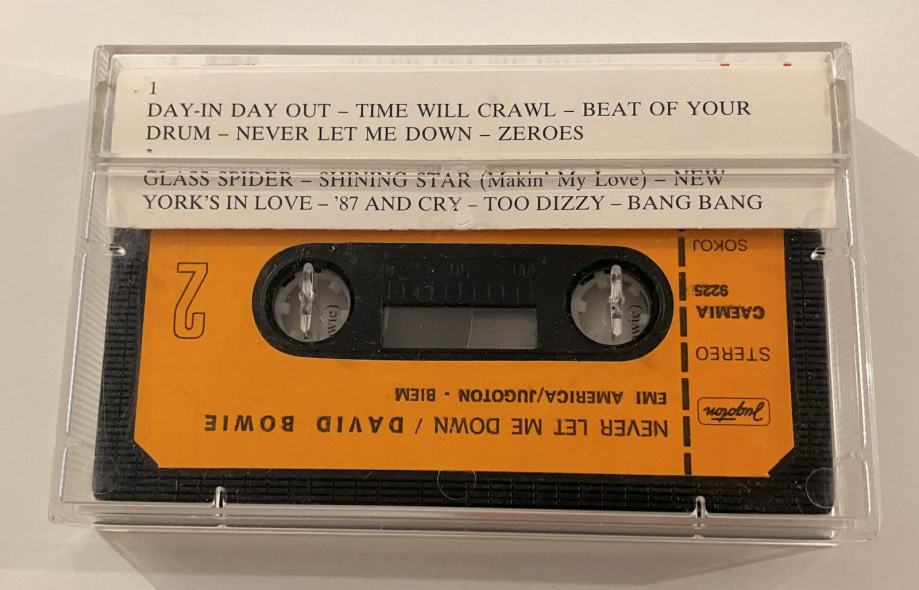 1
DAY-IN DAY OUT – TIME WILL CRAWL – BEAT OF YOUR
DRUM – NEVER LET ME DOWN – ZEROES
GLASS SPIDER – SHINING STAR (Makin' My Love) – NEW
YORK'S IN LOVE – '87 AND CRY – TOO DIZZY – BANG BANG
2
NEVER LET ME DOWN / DAVID BOWIE
EMI AMERICA/JUGOTON - BIEM
Jugoton
STEREO
CAEMIA
9225
SOKOJ